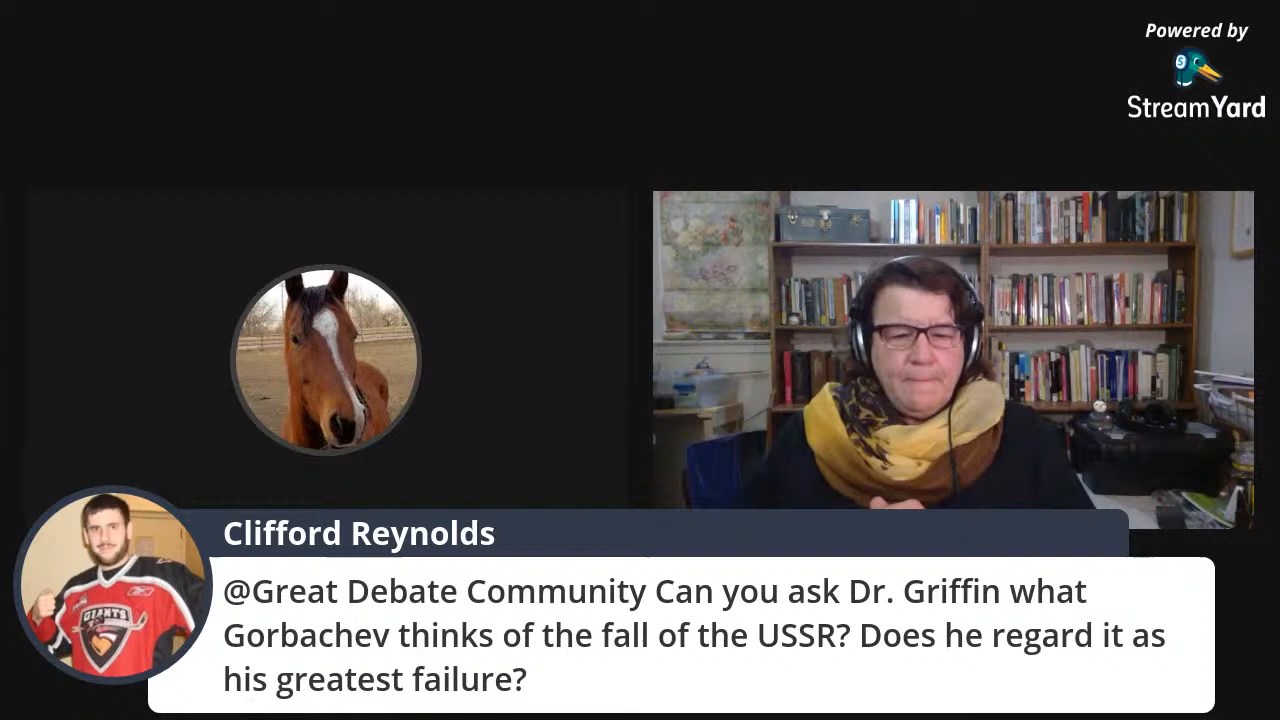 Powered by
StreamYard
Clifford Reynolds
@Great Debate Community Can you ask Dr. Griffin what
Gorbachev thinks of the fall of the USSR? Does he regard it as
his greatest failure?
GIANTS